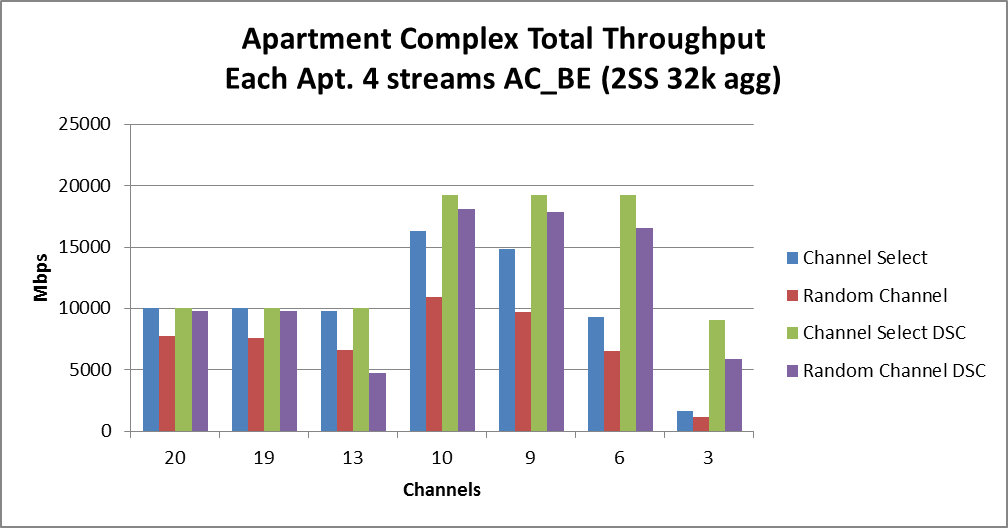 Apartment Complex Total Throughput
Each Apt. 4 streams AC_BE (2SS 32k agg)
25000
20000
15000
10000
5000
0
Mbps
20 19 13 10 9 6 3
Channels
Channel Select
Random Channel
Channel Select DSC
Random Channel DSC